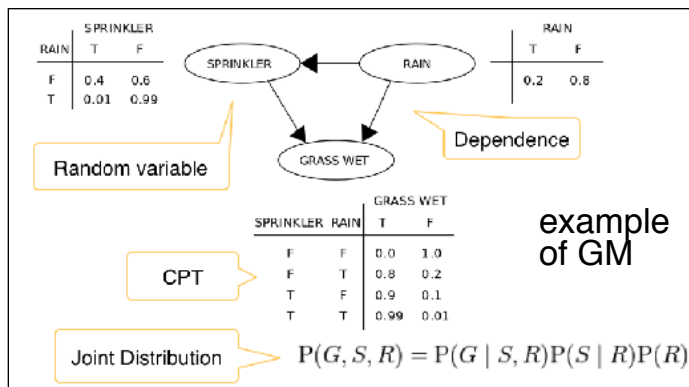 SPRINKLER
RAIN T F
F 0.4 0.6
T 0.01 0.99
SPRINKLER
RAIN
RAIN
T F
0.2 0.8
Random variable
GRASS WET
Dependence
GRASS WET
SPRINKLER RAIN T F
F F 0.0 1.0
F T 0.8 0.2
T F 0.9 0.1
T T 0.99 0.01
CPT
example
of GM
Joint Distribution
P(G, S, R) = P(G | S, R)P(S | R)P(R)